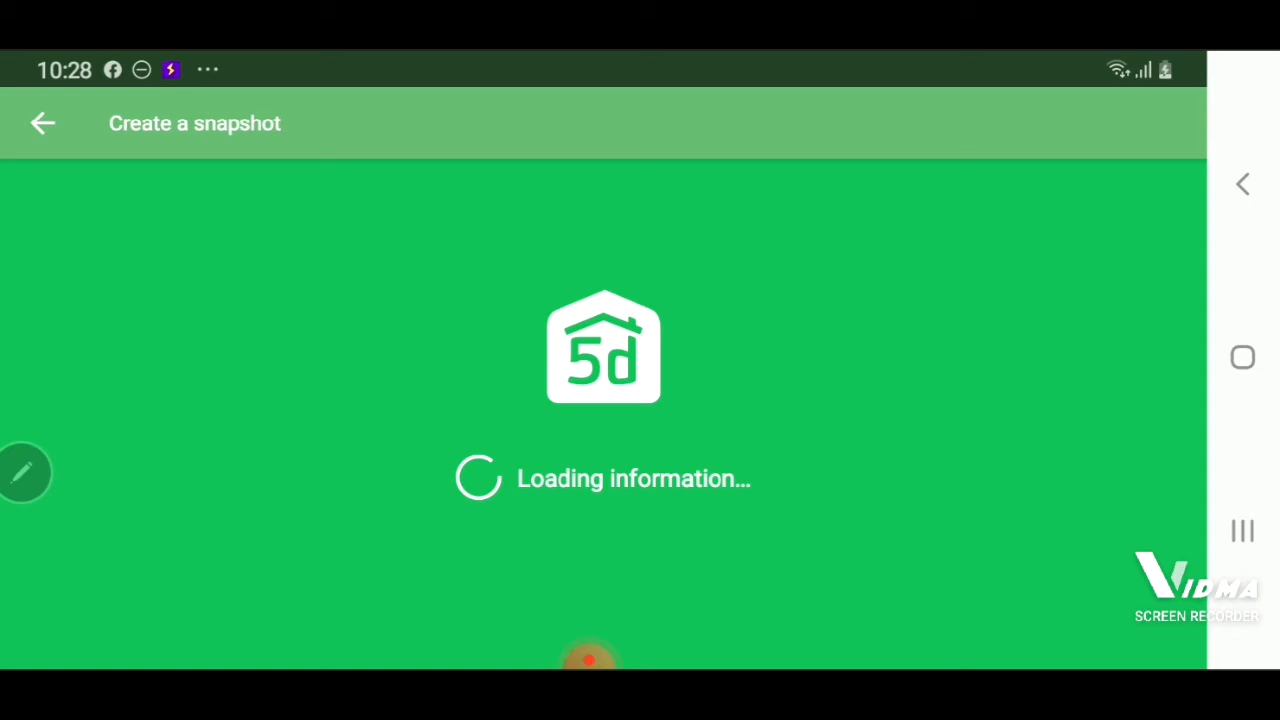 10:28
Create a snapshot
5d
Loading information...
VIDMA
SCREEN RECORDER